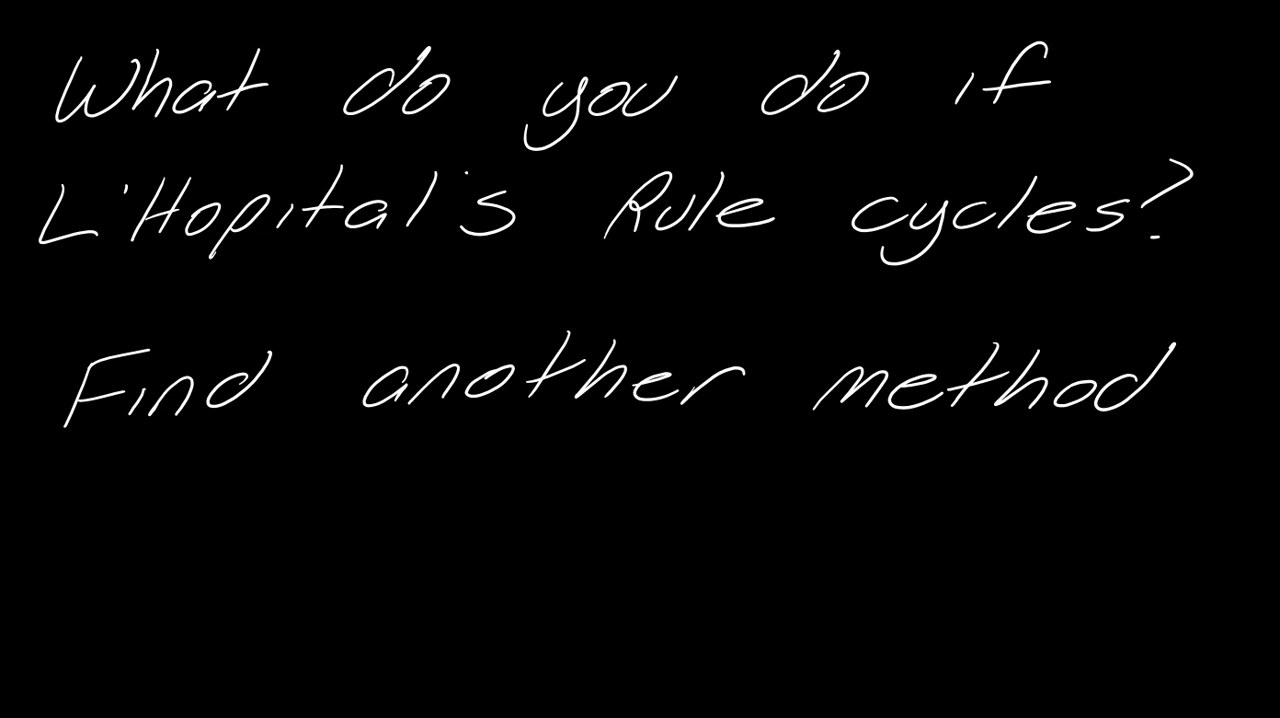 What do you do if
L'Hopital's Rule cycles?
Find another method